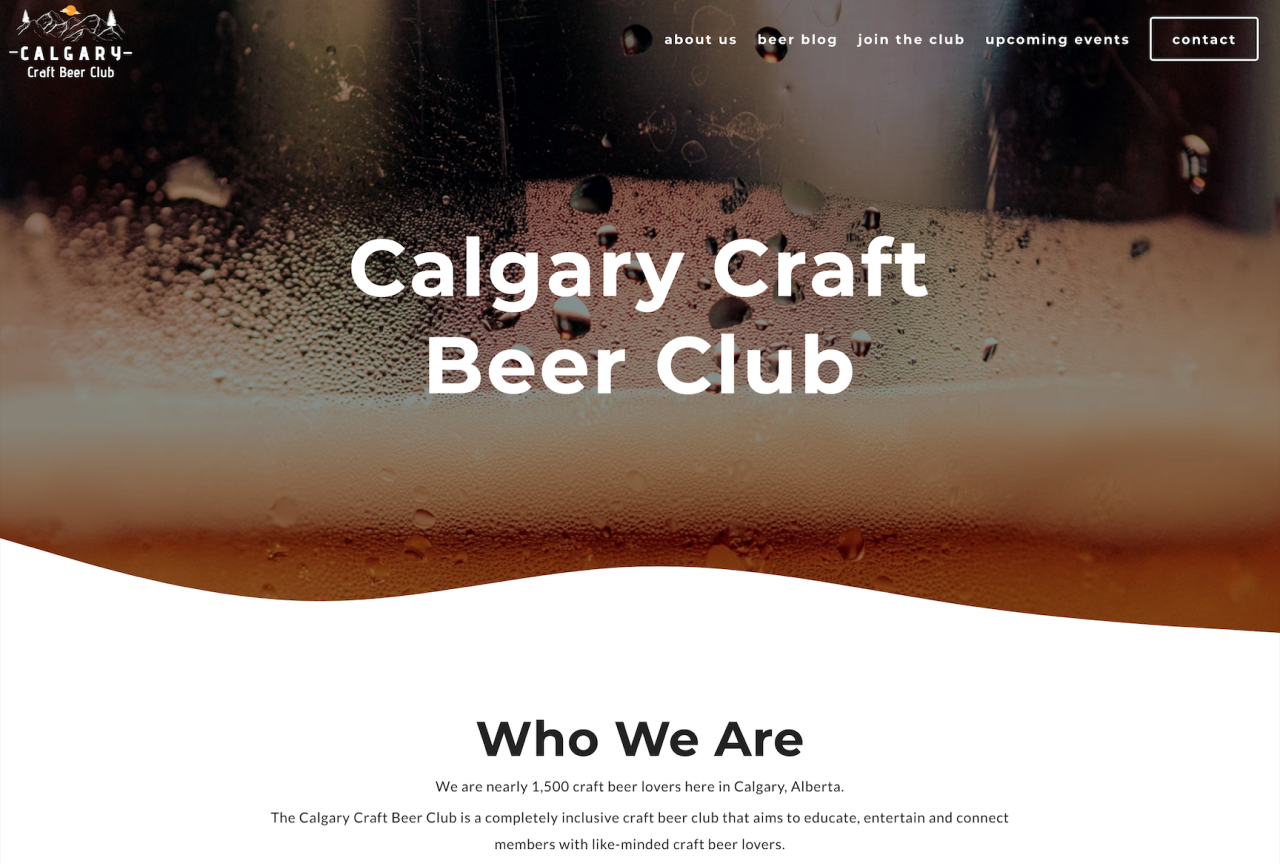 -CALGARY-
Craft Beer Club
about us
beer blog
join the club
upcoming events
contact
Calgary Craft
Beer Club
Who We Are
We are nearly 1,500 craft beer lovers here in Calgary, Alberta.
The Calgary Craft Beer Club is a completely inclusive craft beer club that aims to educate, entertain and connect
members with like-minded craft beer lovers.